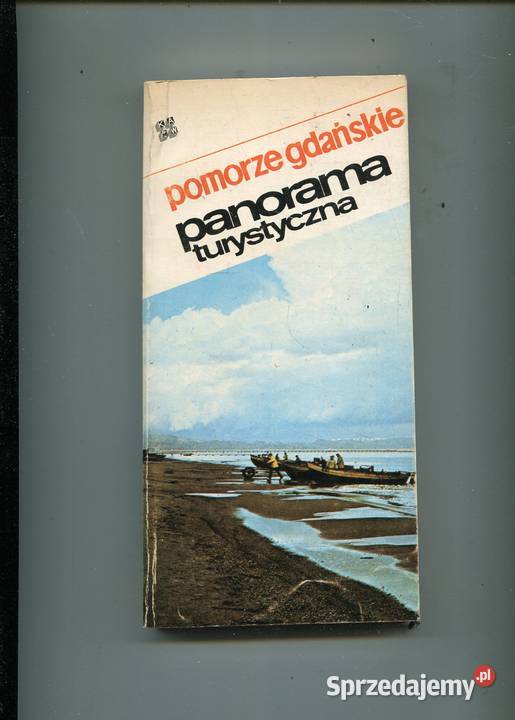 pomorze gdańskie
panorama
turystyczna
Sprzedajemy.pl